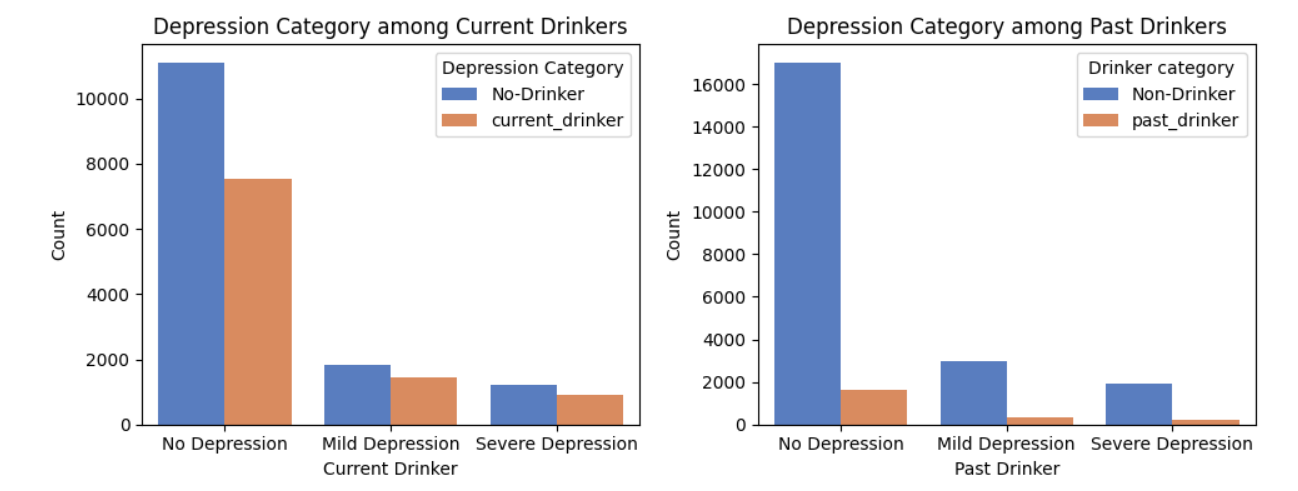 Depression Category among Current Drinkers
Depression Category
No-Drinker
current_drinker
10000
8000
6000
4000
2000
0
Count
No Depression
Mild Depression
Severe Depression
Current Drinker
Depression Category among Past Drinkers
Drinker category
Non-Drinker
past_drinker
16000
14000
12000
10000
8000
6000
4000
2000
0
Count
No Depression
Mild Depression
Severe Depression
Past Drinker